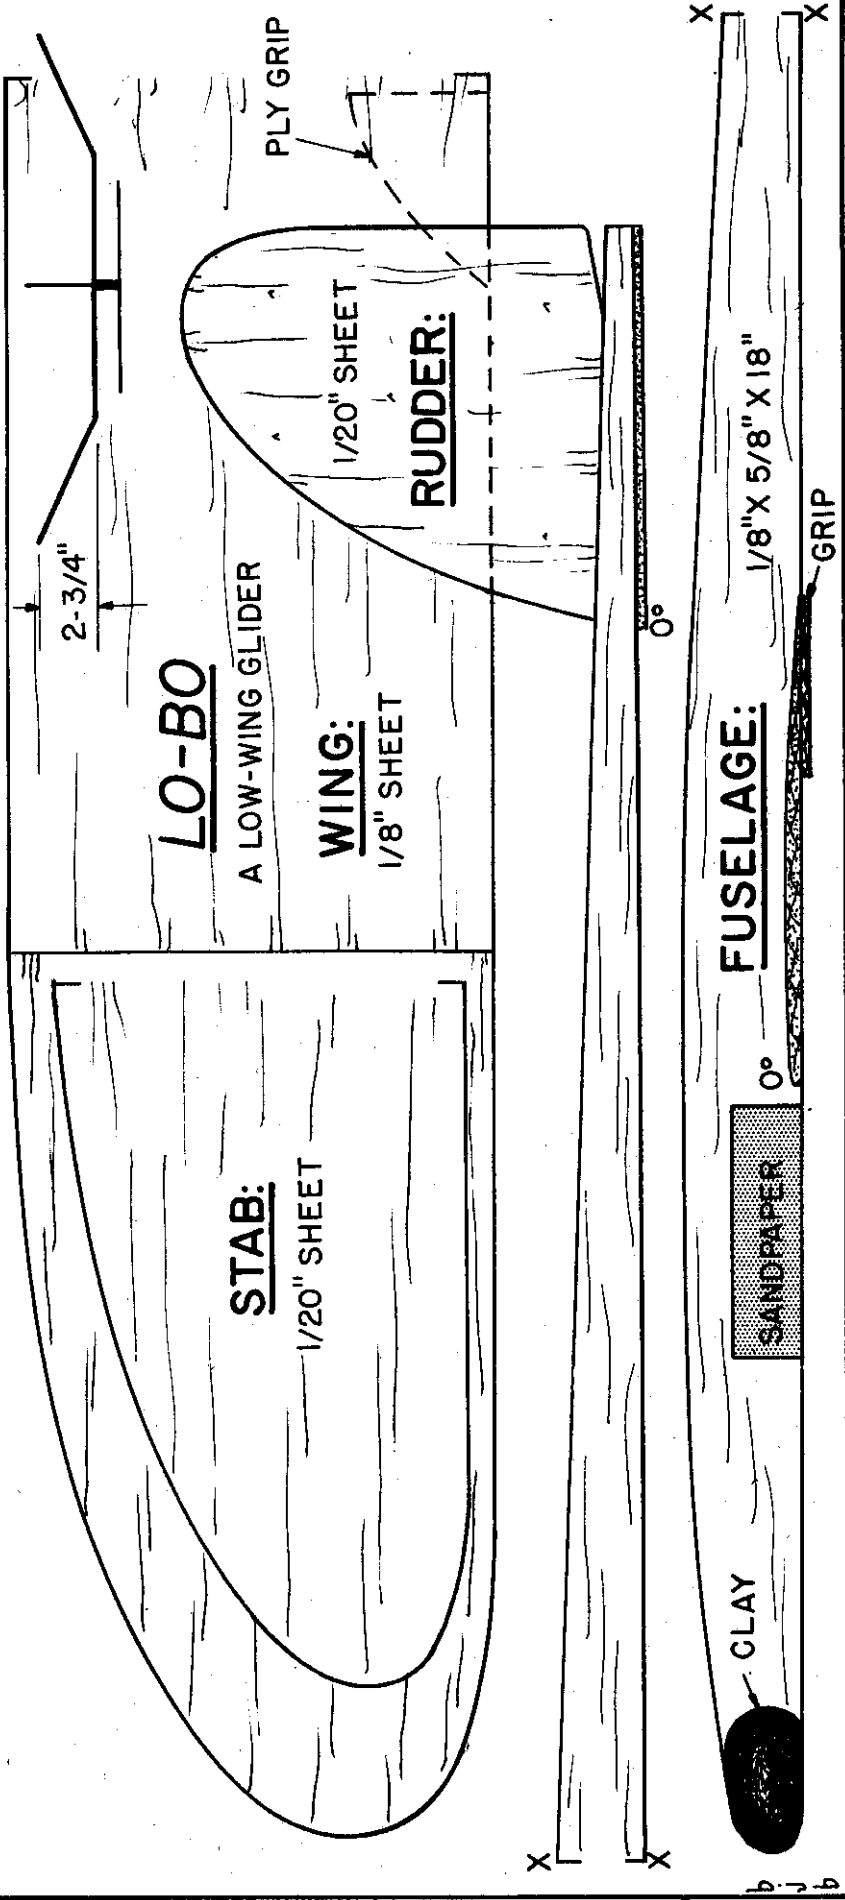 LO-BO
A LOW-WING GLIDER
WING:
1/8" SHEET
2-3/4"
PLY GRIP
STAB:
1/20" SHEET
RUDDER:
1/20" SHEET
0°
X
X
FUSELAGE:
1/8" X 5/8" X 18"
GRIP
0°
SANDPAPER
CLAY
X
X